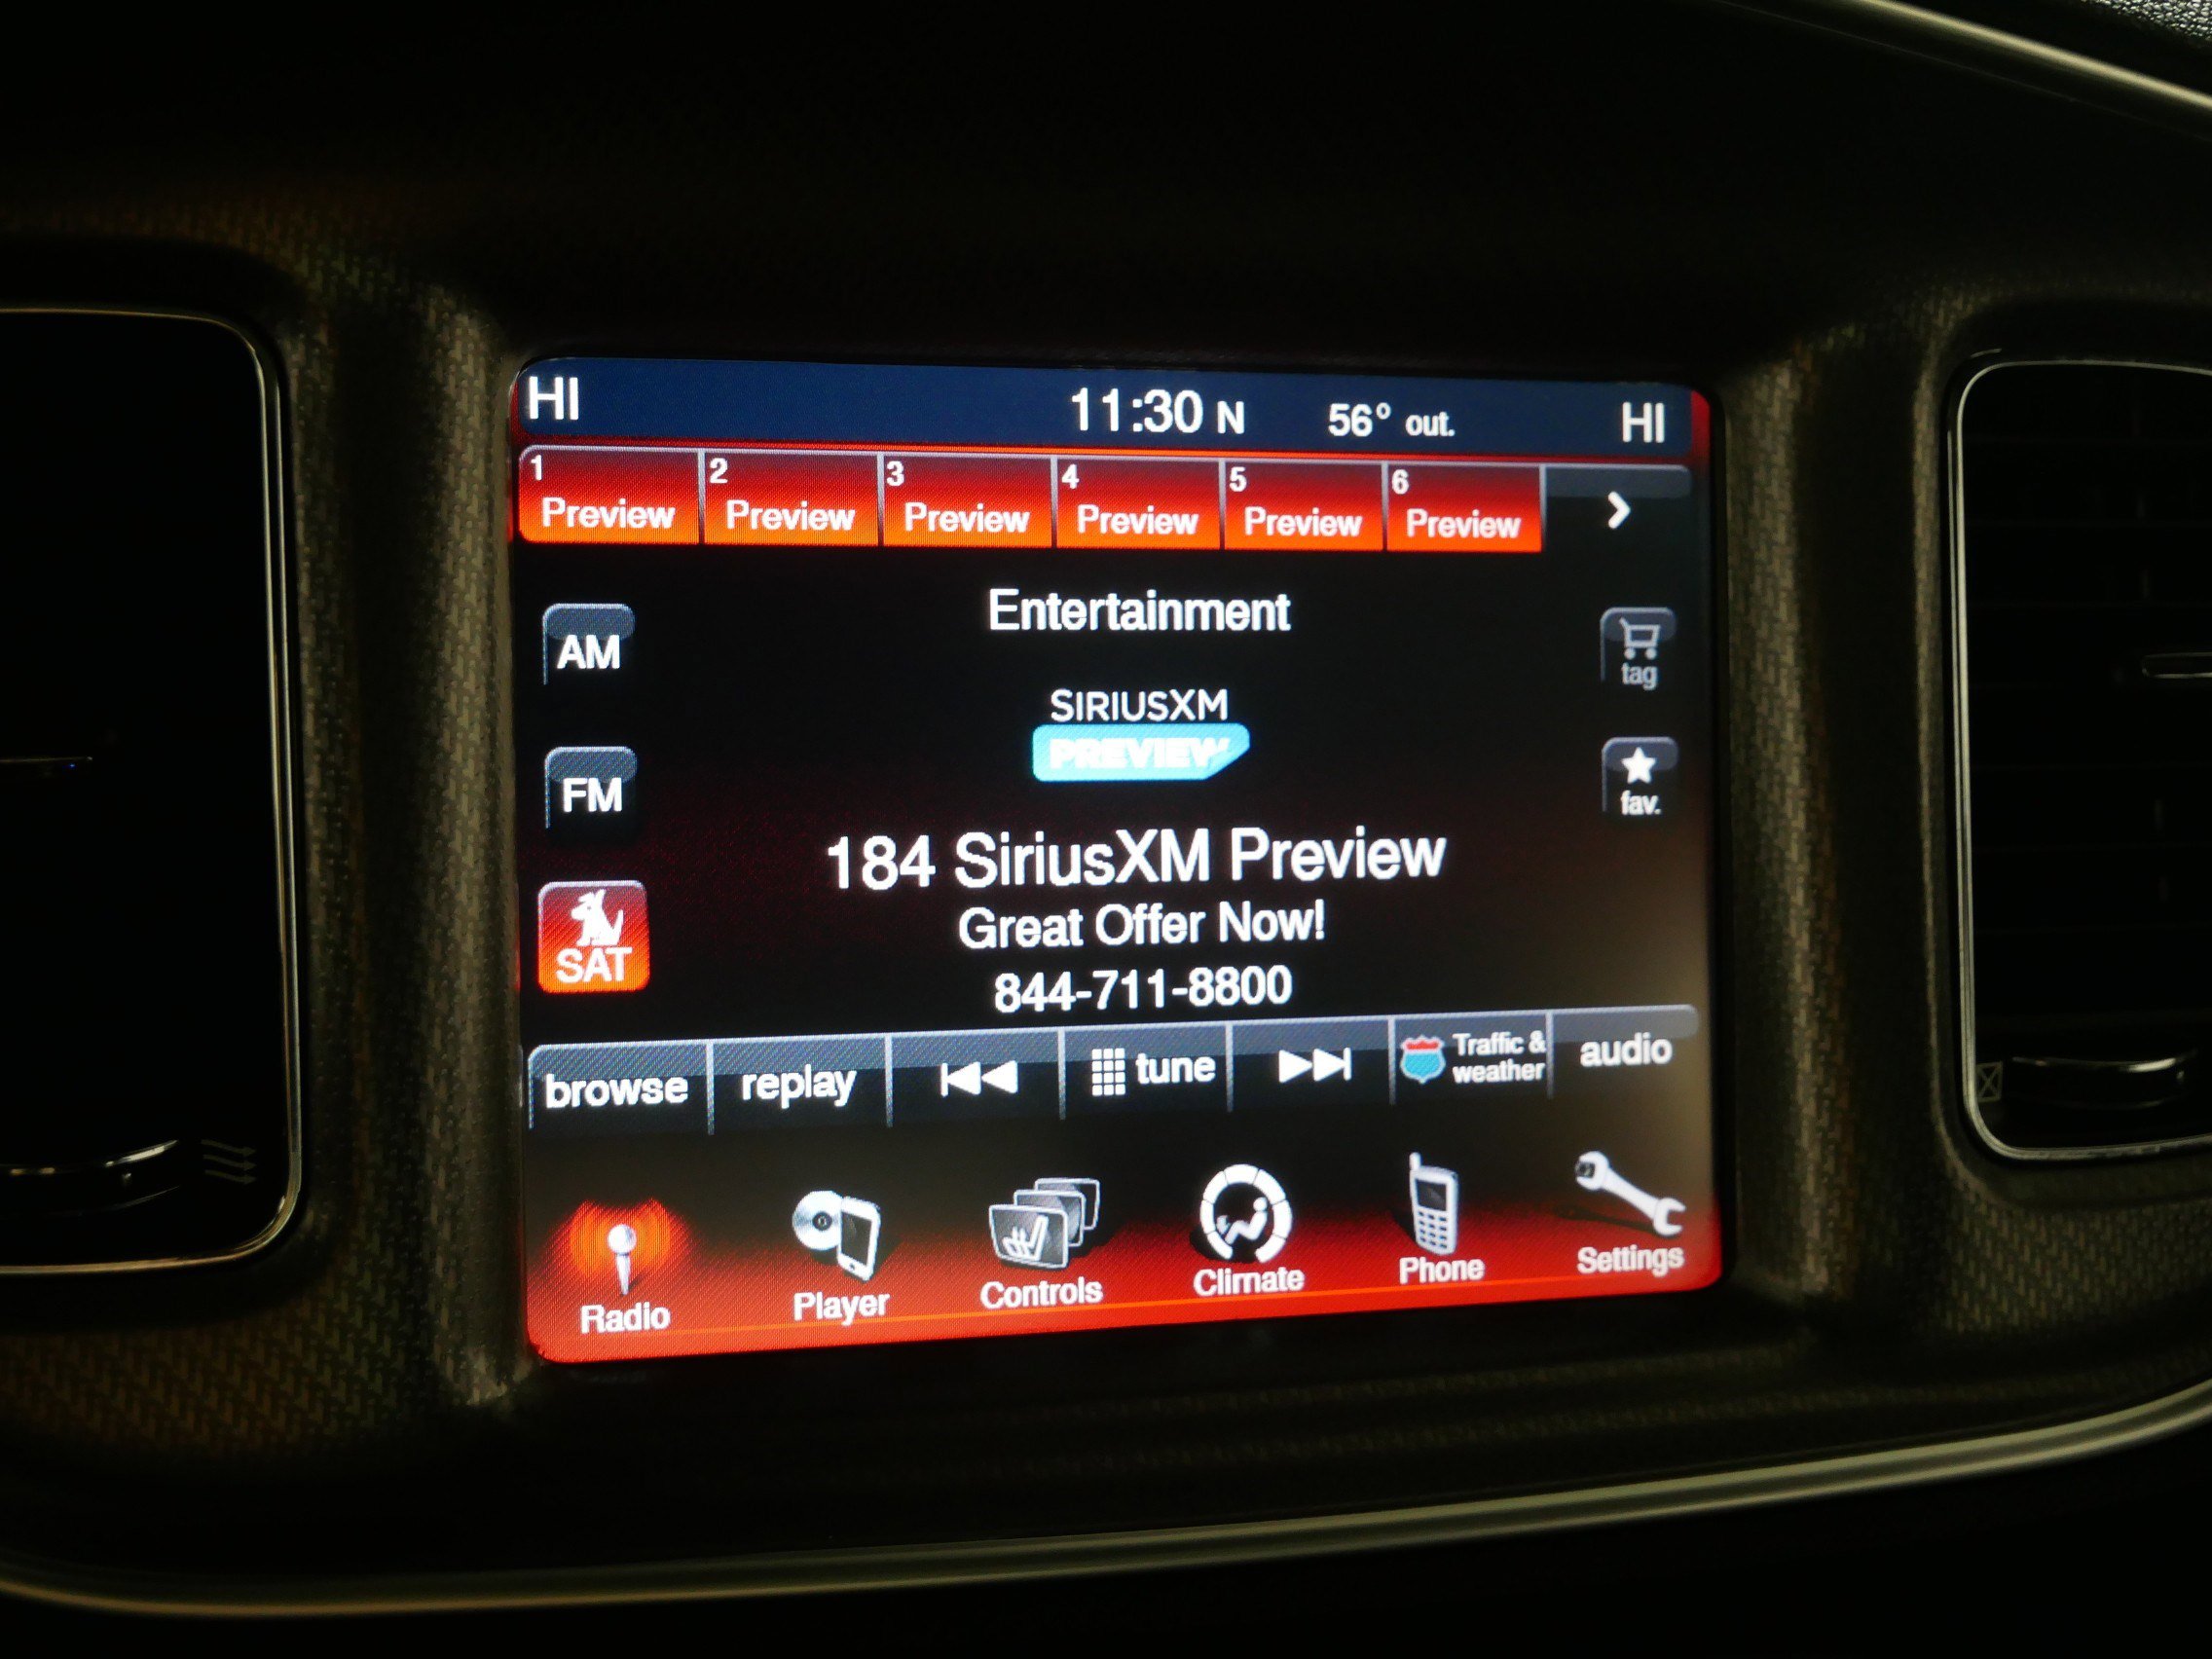 HI 11:30 N 56° out. HI
1 2 3 4 5 6
Preview Preview Preview Preview Preview Preview
Entertainment
AM
tag
SIRIUSXM
PREVIEW
FM
fav.
184 SiriusXM Preview
Great Offer Now!
SAT
844-711-8800
browse replay tune Traffic & weather audio
Radio Player Controls Climate Phone Settings